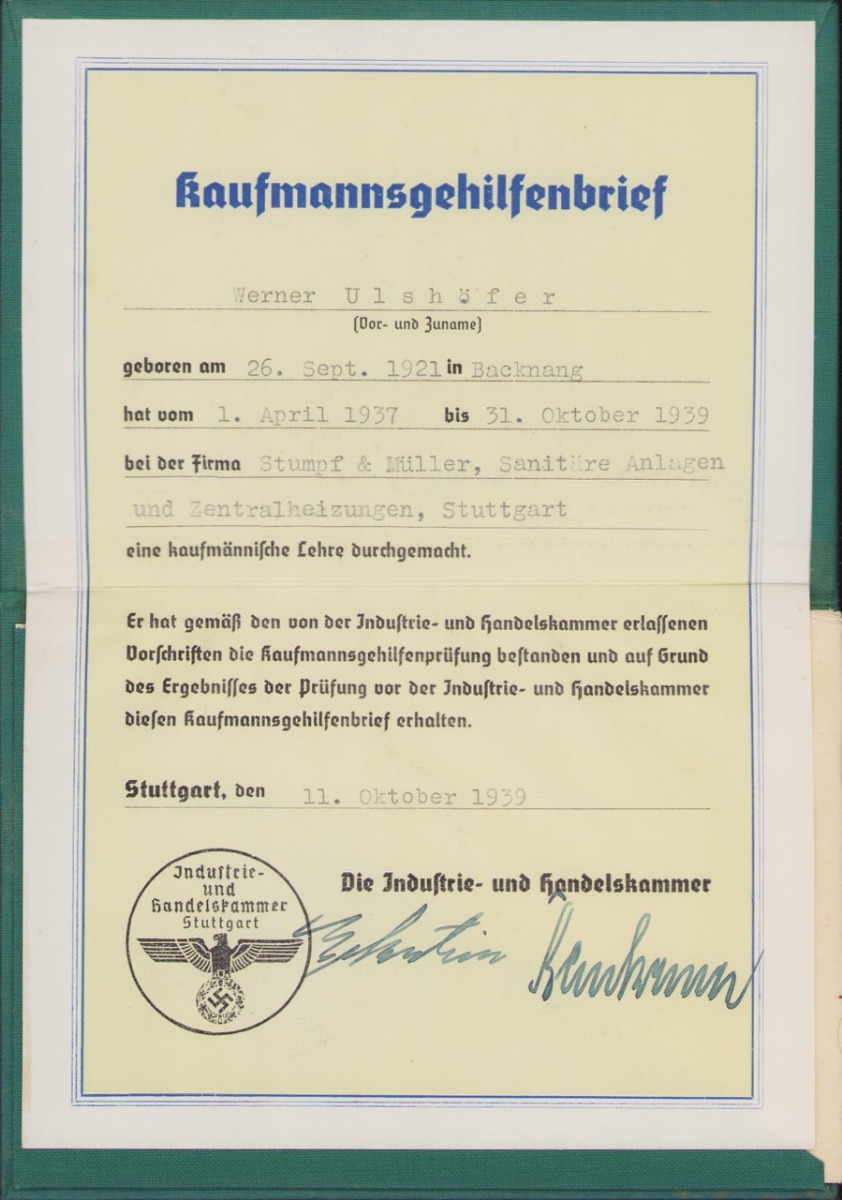 Kaufmannsgehilfenbrief
Werner Ulshöfer
(Vor- und Zuname)
geboren am 26. Sept. 1921 in Backnang
hat vom 1. April 1937 bis 31. Oktober 1939
bei der Firma Stumpf & Müller, Sanitäre Anlagen
und Zentralheizungen, Stuttgart
eine kaufmännische Lehre durchgemacht.
Er hat gemäß den von der Industrie- und Handelskammer erlassenen
Vorschriften die Kaufmannsgehilfenprüfung bestanden und auf Grund
des Ergebnisses der Prüfung vor der Industrie- und Handelskammer
diesen Kaufmannsgehilfenbrief erhalten.
Stuttgart, den 11. Oktober 1939
Die Industrie- und Handelskammer
Industrie-
und
Handelskammer
Stuttgart